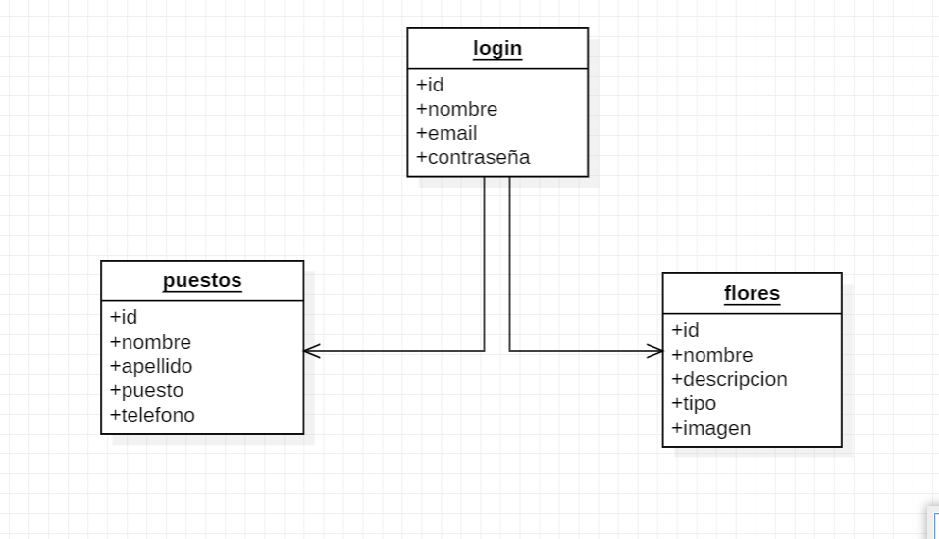 login
+id
+nombre
+email
+contraseña
puestos
+id
+nombre
+apellido
+puesto
+telefono
flores
+id
+nombre
+descripcion
+tipo
+imagen